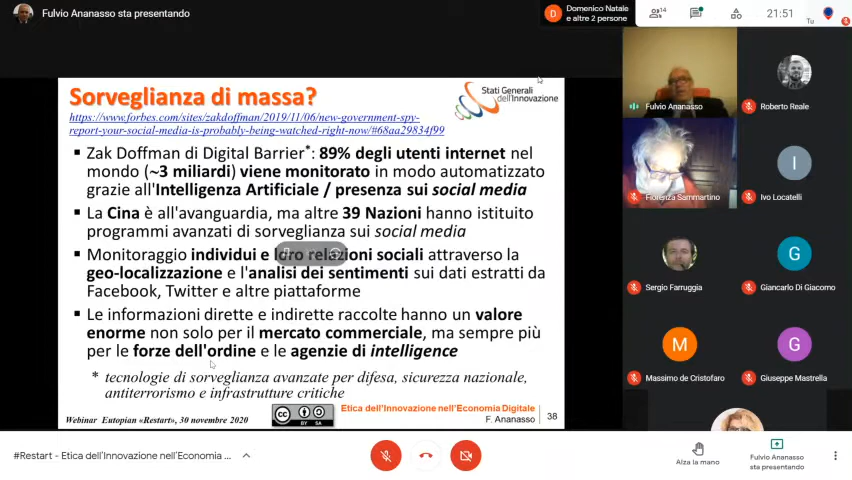 Fulvio Ananasso sta presentando
D
Domenico Natale
e altre 2 persone
14
21:51
Tu
Sorveglianza di massa?
Stati Generali
dell'Innovazione
https://www.forbes.com/sites/zakdoffman/2019/11/06/new-government-spy-
report-your-social-media-is-probably-being-watched-right-now/#68aa29834f99
▪ Zak Doffman di Digital Barrier*: 89% degli utenti internet nel
mondo (~3 miliardi) viene monitorato in modo automatizzato
grazie all'Intelligenza Artificiale / presenza sui social media
▪ La Cina è all'avanguardia, ma altre 39 Nazioni hanno istituito
programmi avanzati di sorveglianza sui social media
▪ Monitoraggio individui e loro relazioni sociali attraverso la
geo-localizzazione e l'analisi dei sentimenti sui dati estratti da
Facebook, Twitter e altre piattaforme
▪ Le informazioni dirette e indirette raccolte hanno un valore
enorme non solo per il mercato commerciale, ma sempre più
per le forze dell'ordine e le agenzie di intelligence
* tecnologie di sorveglianza avanzate per difesa, sicurezza nazionale,
antiterrorismo e infrastrutture critiche
Webinar Eutopian «Restart», 30 novembre 2020
cc
BY SA
Etica dell'Innovazione nell'Economia Digitale
F. Ananasso
38
Fulvio Ananasso
Roberto Reale
Fiorenza Sammartino
I
Ivo Locatelli
Sergio Farruggia
G
Giancarlo Di Giacomo
M
Massimo de Cristofaro
G
Giuseppe Mastrella
#Restart - Etica dell'Innovazione nell'Economia ...
Alza la mano
Fulvio Ananasso
sta presentando